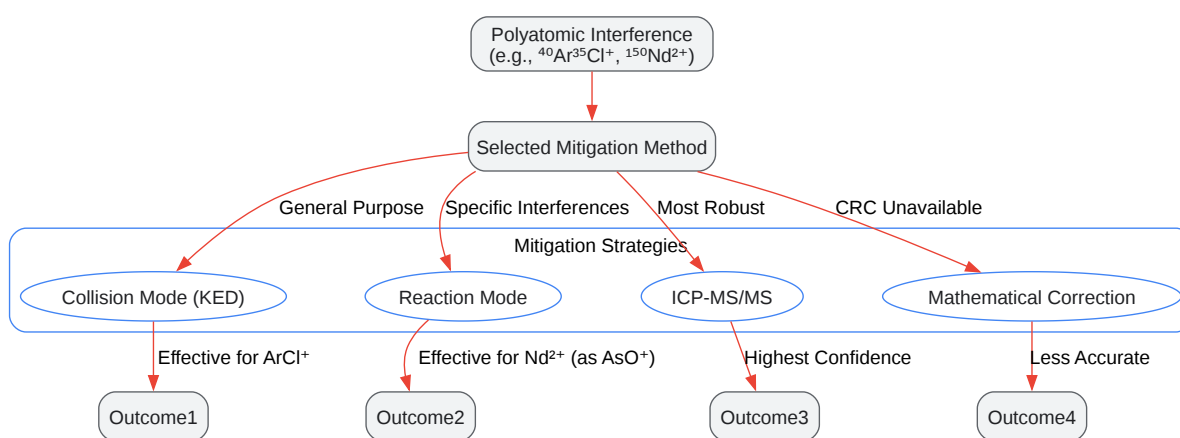 Polyatomic Interference
(e.g., ⁴⁰Ar³⁵Cl⁺, ¹⁵⁰Nd²⁺)
Selected Mitigation Method
General Purpose
Specific Interferences
Most Robust
CRC Unavailable
Mitigation Strategies
Collision Mode (KED)
Reaction Mode
ICP-MS/MS
Mathematical Correction
Effective for ArCl⁺
Effective for Nd²⁺ (as AsO⁺)
Highest Confidence
Less Accurate
Outcome1
Outcome2
Outcome3
Outcome4